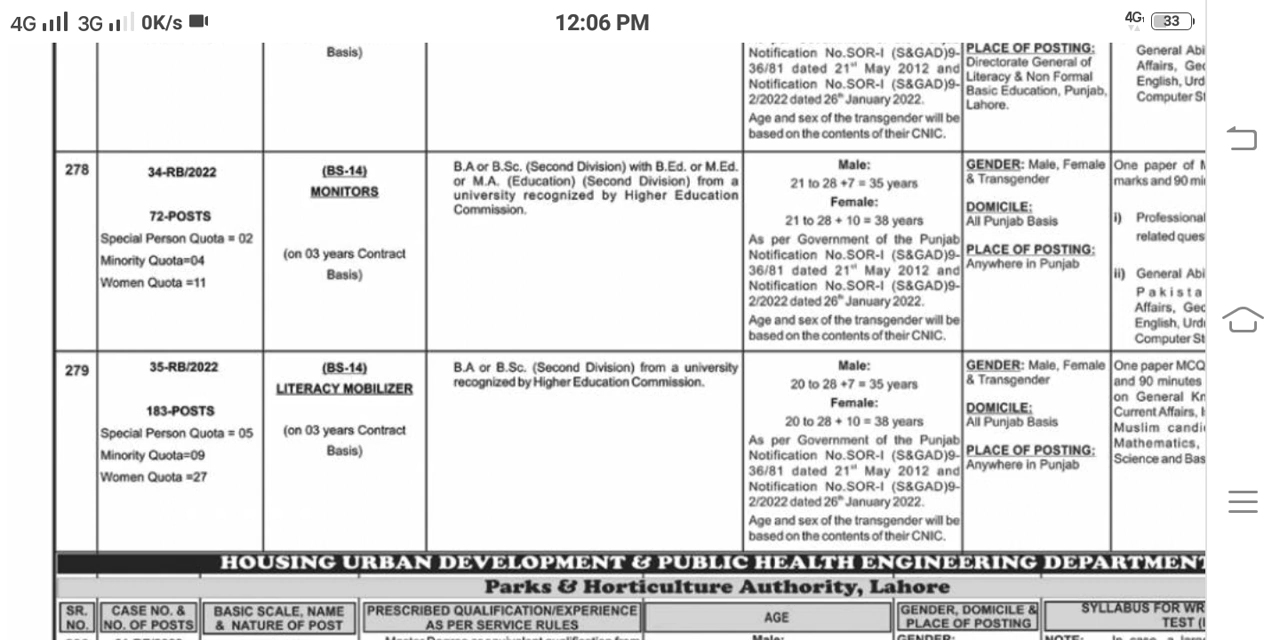 4G 3G 0K/s
12:06 PM
4G 33
Basis)
Notification No.SOR-I (S&GAD)9-
36/81 dated 21st May 2012 and
Notification No.SOR-I (S&GAD)9-
2/2022 dated 26th January 2022.
Age and sex of the transgender will be
based on the contents of their CNIC.
PLACE OF POSTING:
Directorate General of
Literacy & Non Formal
Basic Education, Punjab,
Lahore.
General Abi
Affairs, Geo
English, Urd
Computer St
278
34-RB/2022
72-POSTS
Special Person Quota = 02
Minority Quota=04
Women Quota =11
(BS-14)
MONITORS
(on 03 years Contract
Basis)
B.A or B.Sc. (Second Division) with B.Ed. or M.Ed.
or M.A. (Education) (Second Division) from a
university recognized by Higher Education
Commission.
Male:
21 to 28 +7 = 35 years
Female:
21 to 28 + 10 = 38 years
As per Government of the Punjab
Notification No.SOR-I (S&GAD)9-
36/81 dated 21st May 2012 and
Notification No.SOR-I (S&GAD)9-
2/2022 dated 26th January 2022.
Age and sex of the transgender will be
based on the contents of their CNIC.
GENDER: Male, Female
& Transgender
DOMICILE:
All Punjab Basis
PLACE OF POSTING:
Anywhere in Punjab
One paper of M
marks and 90 mi
i) Professional
related ques
ii) General Abi
Pakista
Affairs, Geo
English, Urd
Computer St
279
35-RB/2022
183-POSTS
Special Person Quota = 05
Minority Quota=09
Women Quota =27
(BS-14)
LITERACY MOBILIZER
(on 03 years Contract
Basis)
B.A or B.Sc. (Second Division) from a university
recognized by Higher Education Commission.
Male:
20 to 28 +7 = 35 years
Female:
20 to 28 + 10 = 38 years
As per Government of the Punjab
Notification No.SOR-I (S&GAD)9-
36/81 dated 21st May 2012 and
Notification No.SOR-I (S&GAD)9-
2/2022 dated 26th January 2022.
Age and sex of the transgender will be
based on the contents of their CNIC.
GENDER: Male, Female
& Transgender
DOMICILE:
All Punjab Basis
PLACE OF POSTING:
Anywhere in Punjab
One paper MCQ
and 90 minutes
on General Kn
Current Affairs, I
Muslim candi
Mathematics,
Science and Bas
HOUSING URBAN DEVELOPMENT & PUBLIC HEALTH ENGINEERING DEPARTMENT
Parks & Horticulture Authority, Lahore
SR.
NO.
CASE NO. &
NO. OF POSTS
BASIC SCALE, NAME
& NATURE OF POST
PRESCRIBED QUALIFICATION/EXPERIENCE
AS PER SERVICE RULES
AGE
GENDER, DOMICILE &
PLACE OF POSTING
SYLLABUS FOR WR
TEST (